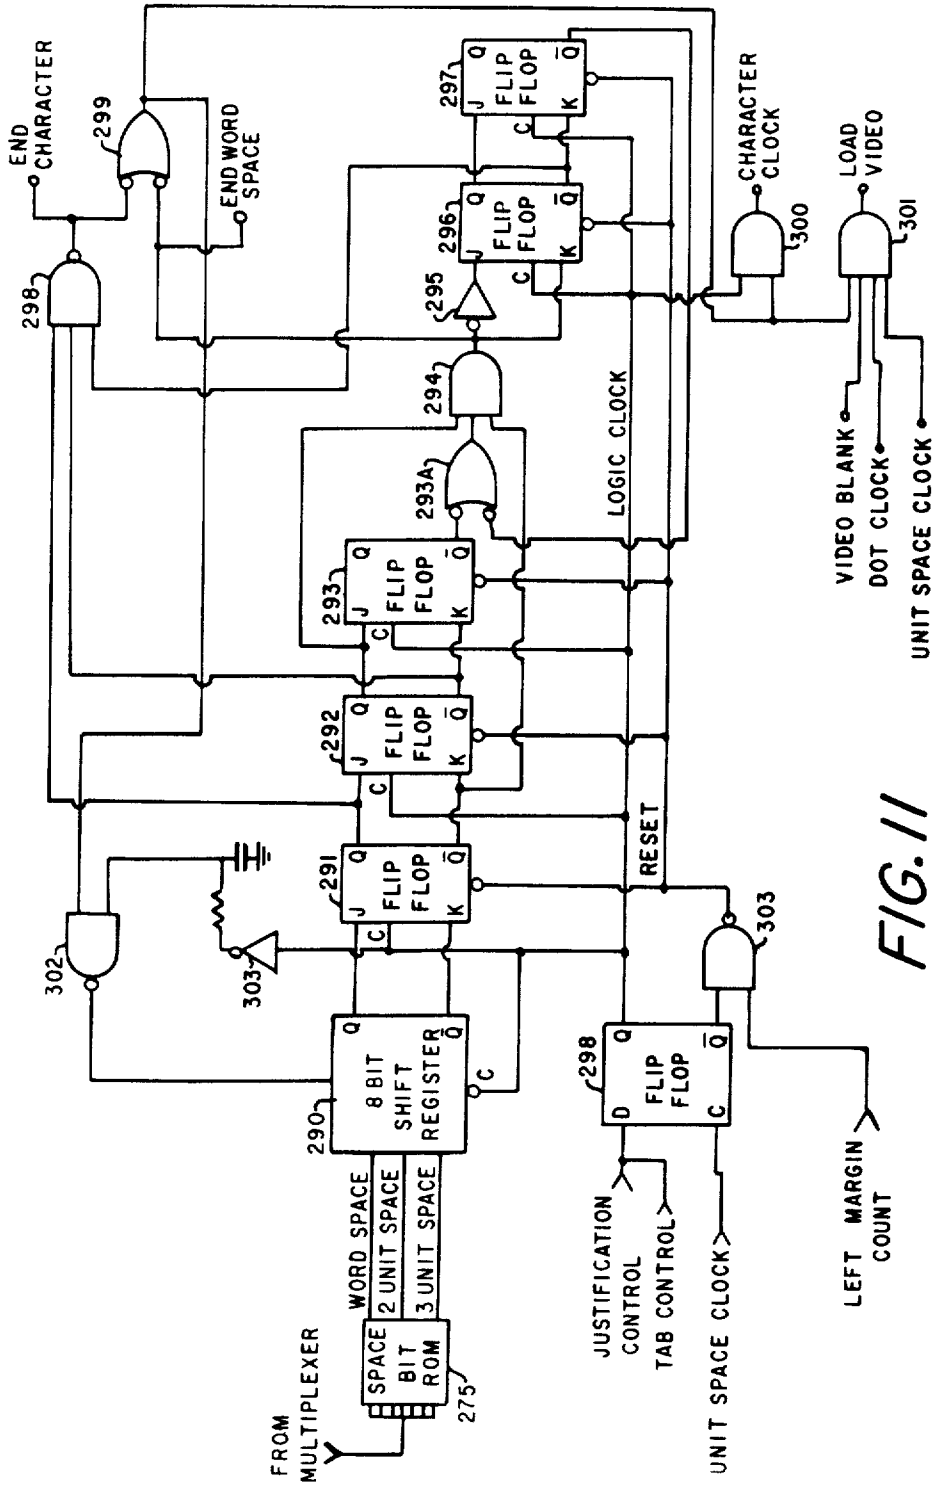 END
CHARACTER
299
298
END WORD
SPACE
302
303
290
8 BIT
SHIFT
REGISTER
Q
Q
C
291
J
Q
C
FLIP
FLOP
K
Q
292
J
Q
C
FLIP
FLOP
K
Q
293
J
Q
C
FLIP
FLOP
K
Q
293A
294
295
296
J
Q
C
FLIP
FLOP
K
Q
297
J
Q
C
FLIP
FLOP
K
Q
FROM
MULTIPLEXER
SPACE
BIT
ROM
275
WORD SPACE
2 UNIT SPACE
3 UNIT SPACE
LOGIC CLOCK
RESET
JUSTIFICATION
CONTROL
TAB CONTROL
UNIT SPACE CLOCK
298
D
Q
FLIP
FLOP
C
Q
303
LEFT MARGIN
COUNT
CHARACTER
CLOCK
300
LOAD
VIDEO
301
VIDEO BLANK
DOT CLOCK
UNIT SPACE CLOCK
FIG. 11